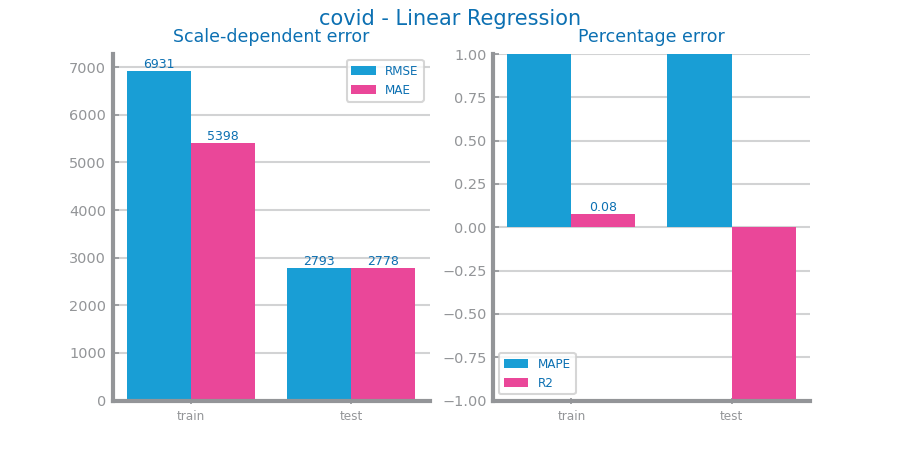 covid - Linear Regression
Scale-dependent error
7000
6000
5000
4000
3000
2000
1000
0
6931
5398
2793
2778
RMSE
MAE
train
test
Percentage error
1.00
0.75
0.50
0.25
0.00
−0.25
−0.50
−0.75
−1.00
0.08
MAPE
R2
train
test